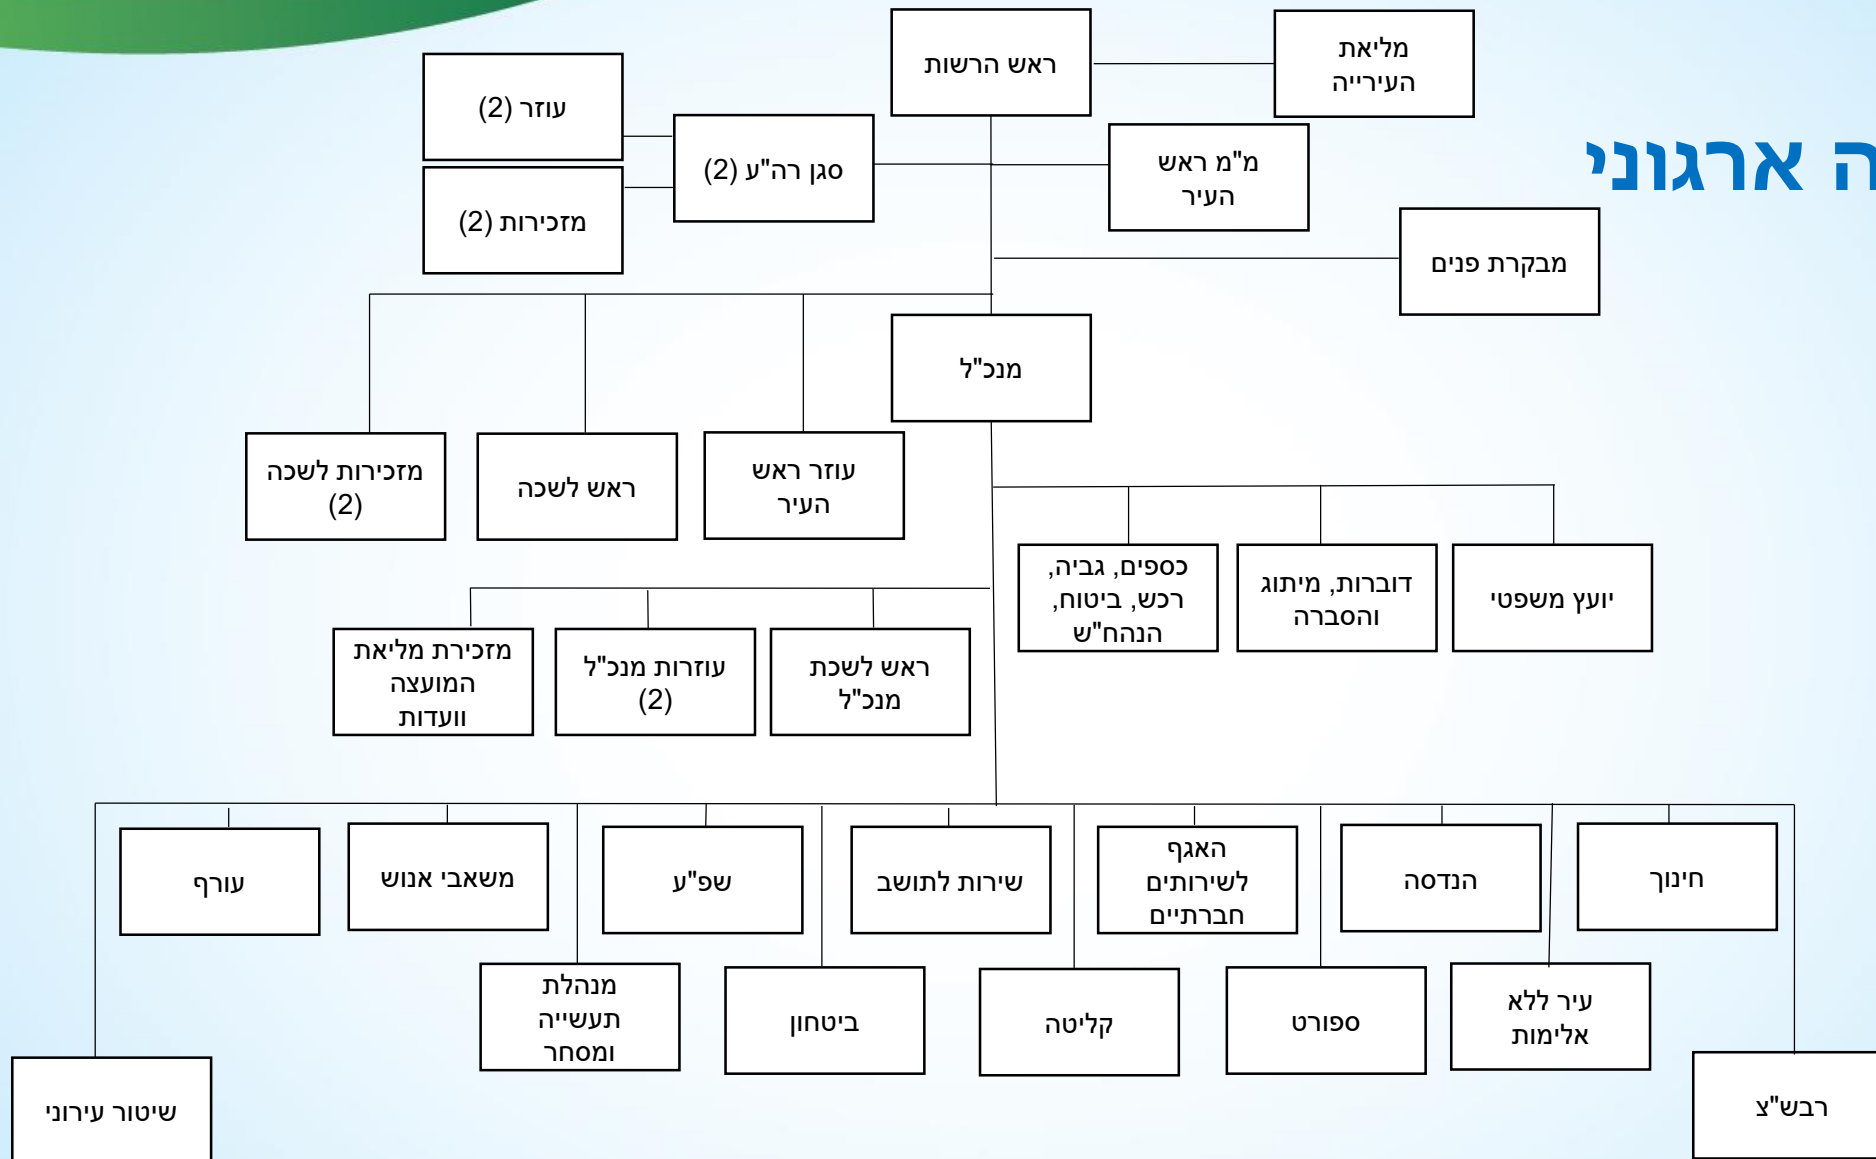 ה ארגוני
ראש הרשות
מליאת
העירייה
עוזר (2)
סגן רה"ע (2)
מ"מ ראש
העיר
מזכירות (2)
מבקרת פנים
מנכ"ל
עוזר ראש
העיר
ראש לשכה
מזכירות לשכה
(2)
יועץ משפטי
דוברות, מיתוג
והסברה
כספים, גביה,
רכש, ביטוח,
הנהח"ש
ראש לשכת
מנכ"ל
עוזרות מנכ"ל
(2)
מזכירת מליאת
המועצה
וועדות
חינוך
הנדסה
האגף
לשירותים
חברתיים
שירות לתושב
שפ"ע
משאבי אנוש
עורף
עיר ללא
אלימות
ספורט
קליטה
ביטחון
מנהלת
תעשייה
ומסחר
רבש"צ
שיטור עירוני